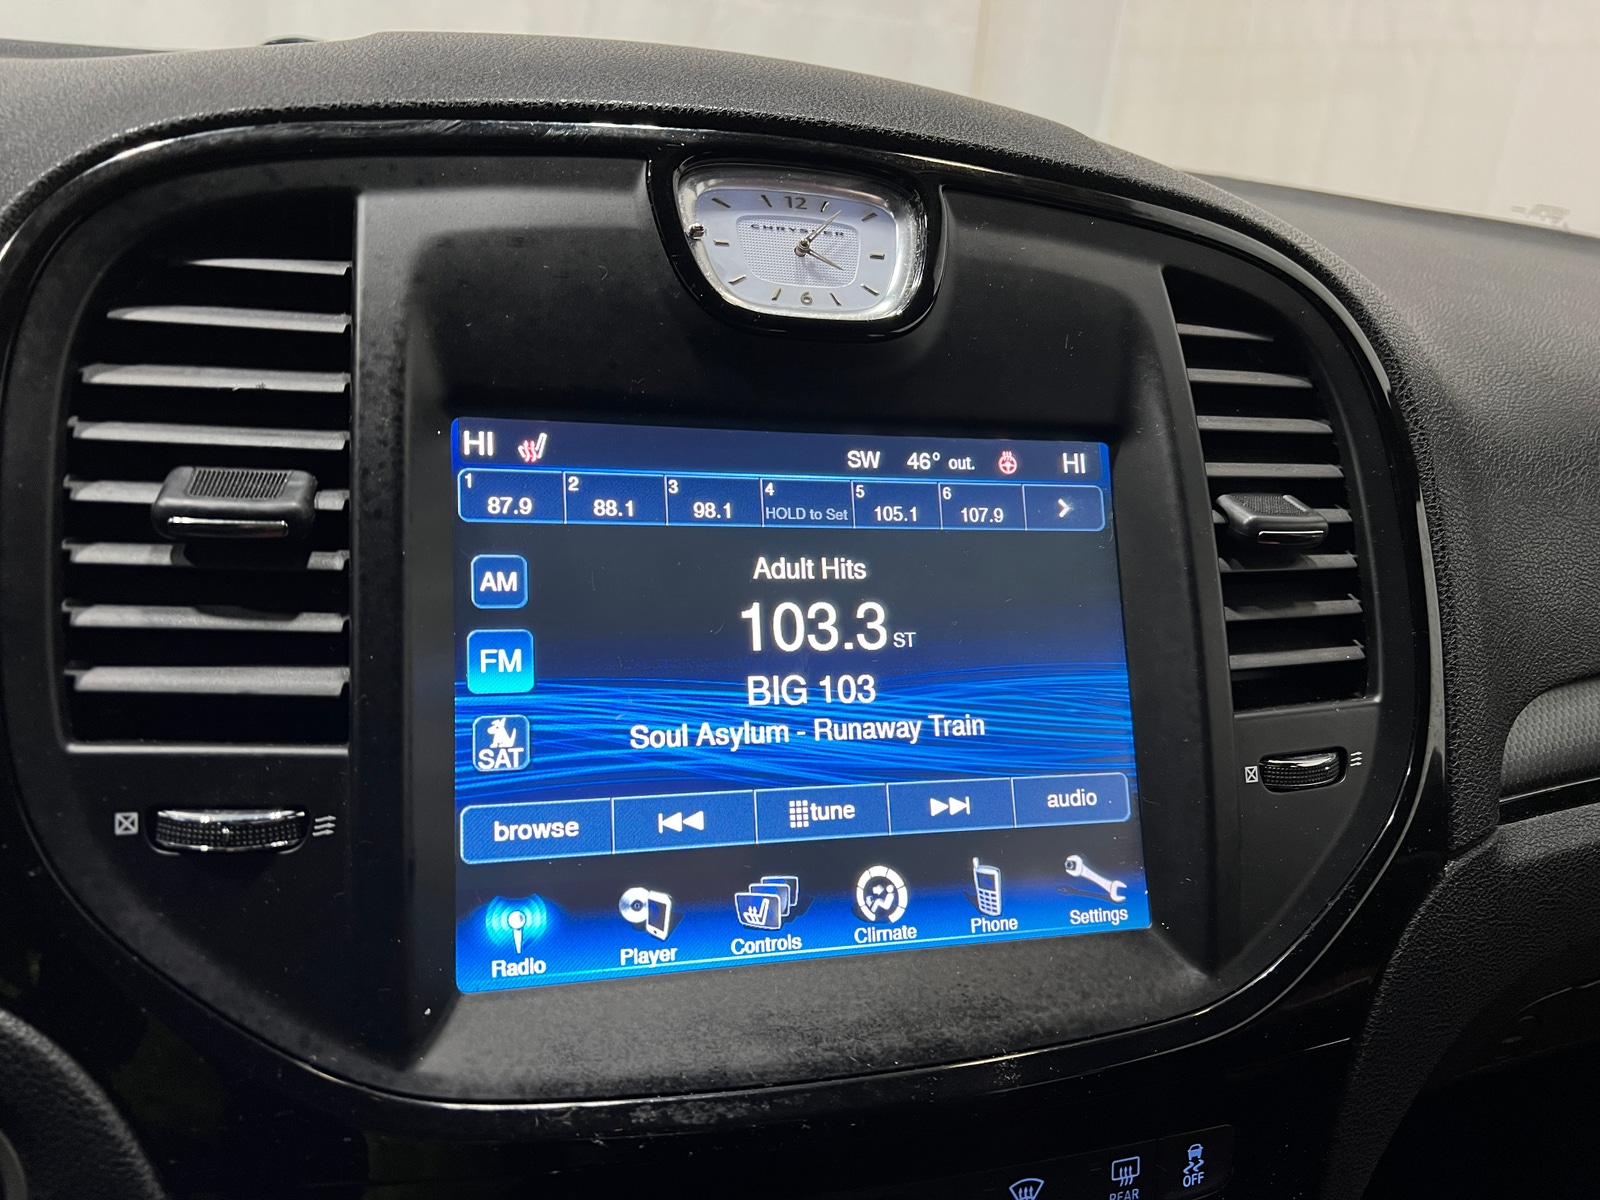 12
CHRYSLER
6
HI SW 46° out. HI
1 87.9 2 88.1 3 98.1 4 HOLD to Set 5 105.1 6 107.9
AM
Adult Hits
103.3 ST
FM
BIG 103
Soul Asylum - Runaway Train
SAT
browse tune audio
Radio Player Controls Climate Phone Settings
REAR
OFF